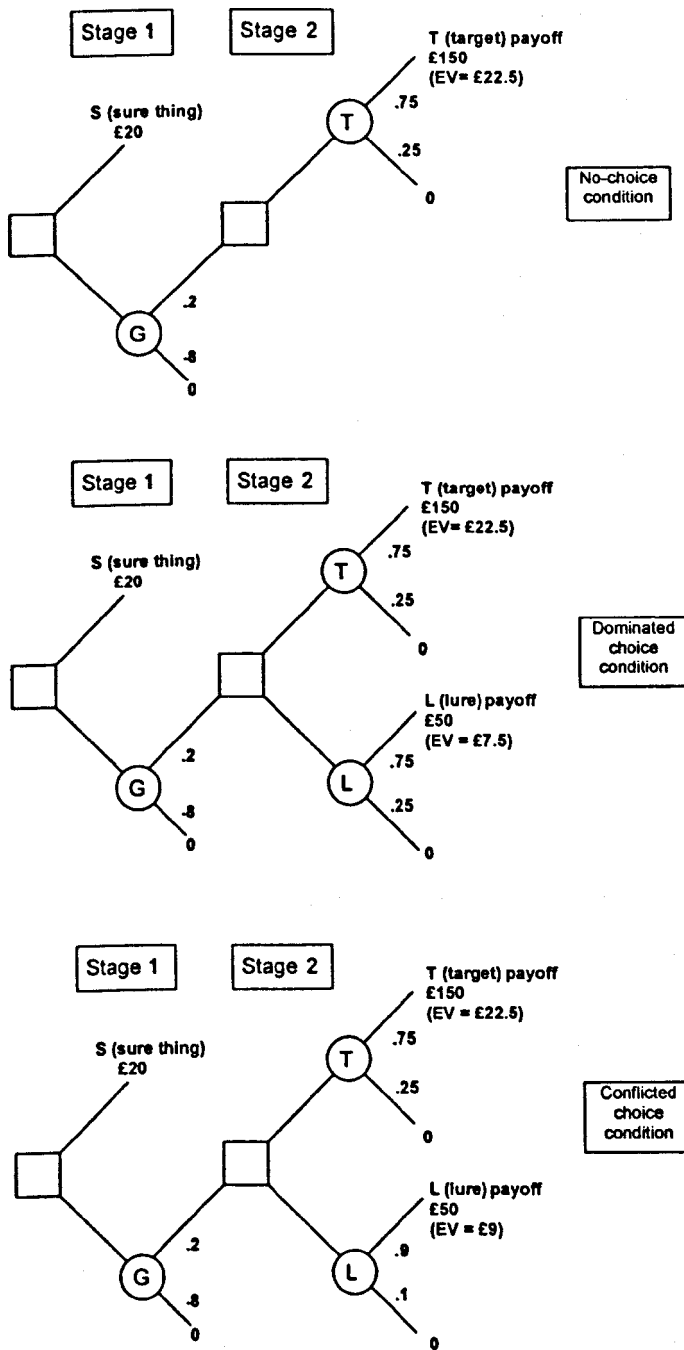 Stage 1
Stage 2
T (target) payoff
£150
(EV= £22.5)
S (sure thing)
£20
.75
T
.25
0
No-choice
condition
.2
G
.8
0
Stage 1
Stage 2
T (target) payoff
£150
(EV= £22.5)
S (sure thing)
£20
.75
T
.25
0
Dominated
choice
condition
L (lure) payoff
£50
(EV = £7.5)
.2
.75
G
L
.25
.8
0
0
Stage 1
Stage 2
T (target) payoff
£150
(EV = £22.5)
S (sure thing)
£20
.75
T
.25
0
Conflicted
choice
condition
L (lure) payoff
£50
(EV = £9)
.2
.9
G
L
.1
.8
0
0